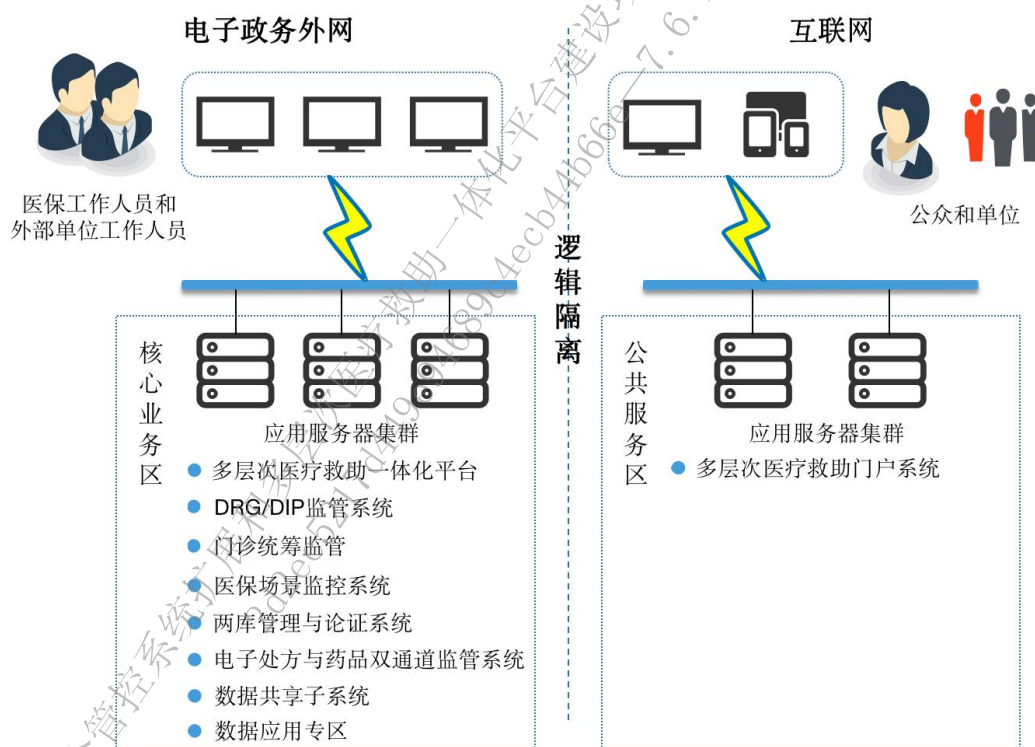 电子政务外网
互联网
医保工作人员和
外部单位工作人员
公众和单位
逻辑隔离
核心业务区
应用服务器集群
多层次医疗救助一体化平台
DRG/DIP监管系统
门诊统筹监管
医保场景监控系统
两库管理与论证系统
电子处方与药品双通道监管系统
数据共享子系统
数据应用专区
公共服务区
应用服务器集群
多层次医疗救助门户系统